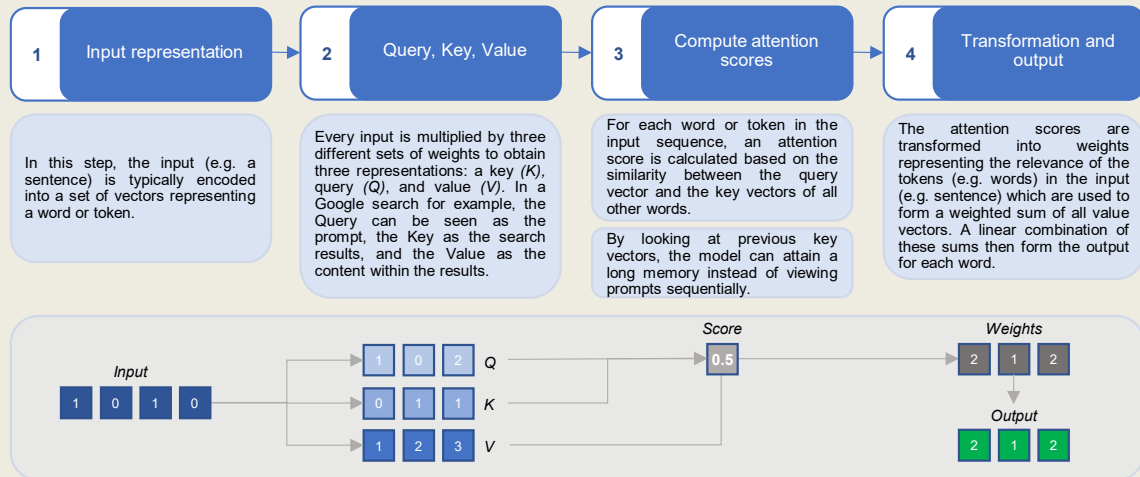 1
Input representation
2
Query, Key, Value
3
Compute attention
scores
4
Transformation and
output
In this step, the input (e.g. a
sentence) is typically encoded
into a set of vectors representing
a word or token.
Every input is multiplied by three
different sets of weights to obtain
three representations: a key (K),
query (Q), and value (V). In a
Google search for example, the
Query can be seen as the
prompt, the Key as the search
results, and the Value as the
content within the results.
For each word or token in the
input sequence, an attention
score is calculated based on the
similarity between the query
vector and the key vectors of all
other words.
By looking at previous key
vectors, the model can attain a
long memory instead of viewing
prompts sequentially.
The attention scores are
transformed into weights
representing the relevance of the
tokens (e.g. words) in the input
(e.g. sentence) which are used to
form a weighted sum of all value
vectors. A linear combination of
these sums then form the output
for each word.
Input
1 0 1 0
1 0 2 Q
0 1 1 K
1 2 3 V
Score
0.5
Weights
2 1 2
Output
2 1 2